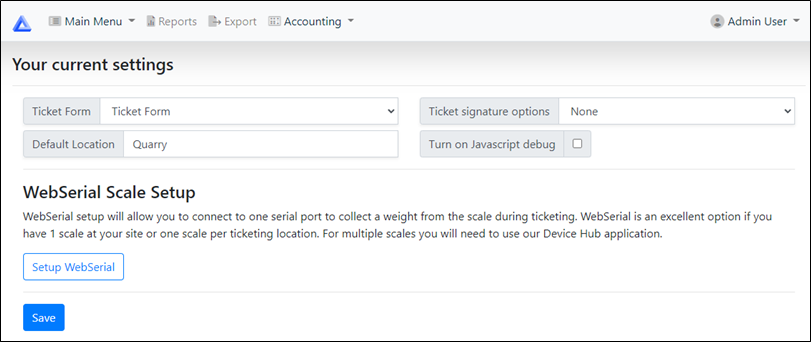 Main Menu Reports Export Accounting Admin User
Your current settings
Ticket Form Ticket Form Ticket signature options None
Default Location Quarry Turn on Javascript debug
WebSerial Scale Setup
WebSerial setup will allow you to connect to one serial port to collect a weight from the scale during ticketing. WebSerial is an excellent option if you
have 1 scale at your site or one scale per ticketing location. For multiple scales you will need to use our Device Hub application.
Setup WebSerial
Save